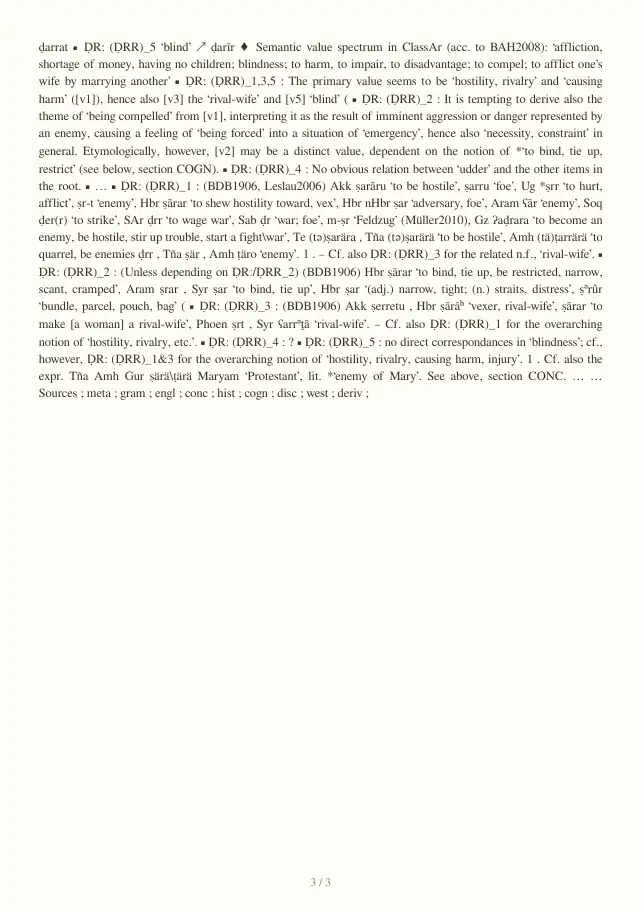 ḍarrat ▪ ḌR: (ḌRR)_5 ‘blind’ ↗ ḍarīr ♦ Semantic value spectrum in ClassAr (acc. to BAH2008): ‘affliction,
shortage of money, having no children; blindness; to harm, to impair, to disadvantage; to compel; to afflict one’s
wife by marrying another’ ▪ ḌR: (ḌRR)_1,3,5 : The primary value seems to be ‘hostility, rivalry’ and ‘causing
harm’ ([v1]), hence also [v3] the ‘rival-wife’ and [v5] ‘blind’ ( ▪ ḌR: (ḌRR)_2 : It is tempting to derive also the
theme of ‘being compelled’ from [v1], interpreting it as the result of imminent aggression or danger represented by
an enemy, causing a feeling of ‘being forced’ into a situation of ‘emergency’, hence also ‘necessity, constraint’ in
general. Etymologically, however, [v2] may be a distinct value, dependent on the notion of *‘to bind, tie up,
restrict’ (see below, section COGN). ▪ ḌR: (ḌRR)_4 : No obvious relation between ‘udder’ and the other items in
the root. ▪ … ▪ ḌR: (ḌRR)_1 : (BDB1906, Leslau2006) Akk ṣarāru ‘to be hostile’, ṣarru ‘foe’, Ug *ṣrr ‘to hurt,
afflict’, ṣr-t ‘enemy’, Hbr ṣārar ‘to shew hostility toward, vex’, Hbr nHbr ṣar ‘adversary, foe’, Aram ʕār ‘enemy’, Soq
ḍer(r) ‘to strike’, SAr ḍrr ‘to wage war’, Sab ḍr ‘war; foe’, m-ṣr ‘Feldzug’ (Müller2010), Gz ʔaḍrara ‘to become an
enemy, be hostile, stir up trouble, start a fight\war’, Te (tə)ṣarära , Tña (tə)ṣarärä ‘to be hostile’, Amh (tä)ṭarrärä ‘to
quarrel, be enemies ḍrr , Tña ṣär , Amh ṭäro ‘enemy’. 1 . – Cf. also ḌR: (ḌRR)_3 for the related n.f., ‘rival-wife’. ▪
ḌR: (ḌRR)_2 : (Unless depending on ḌR:/ḌRR_2) (BDB1906) Hbr ṣārar ‘to bind, tie up, be restricted, narrow,
scant, cramped’, Aram ṣrar , Syr ṣar ‘to bind, tie up’, Hbr ṣar ‘(adj.) narrow, tight; (n.) straits, distress’, ṣᵊrûr
‘bundle, parcel, pouch, bag’ ( ▪ ḌR: (ḌRR)_3 : (BDB1906) Akk ṣerretu , Hbr ṣārāʰ ‘vexer, rival-wife’, ṣārar ‘to
make [a woman] a rival-wife’, Phoen ṣrt , Syr ʕarrᵊṯā ‘rival-wife’. – Cf. also ḌR: (ḌRR)_1 for the overarching
notion of ‘hostility, rivalry, etc.’. ▪ ḌR: (ḌRR)_4 : ? ▪ ḌR: (ḌRR)_5 : no direct correspondances in ‘blindness’; cf.,
however, ḌR: (ḌRR)_1&3 for the overarching notion of ‘hostility, rivalry, causing harm, injury’. 1 . Cf. also the
expr. Tña Amh Gur ṣärä\ṭärä Maryam ‘Protestant’, lit. *‘enemy of Mary’. See above, section CONC. … …
Sources ; meta ; gram ; engl ; conc ; hist ; cogn ; disc ; west ; deriv ;
3 / 3